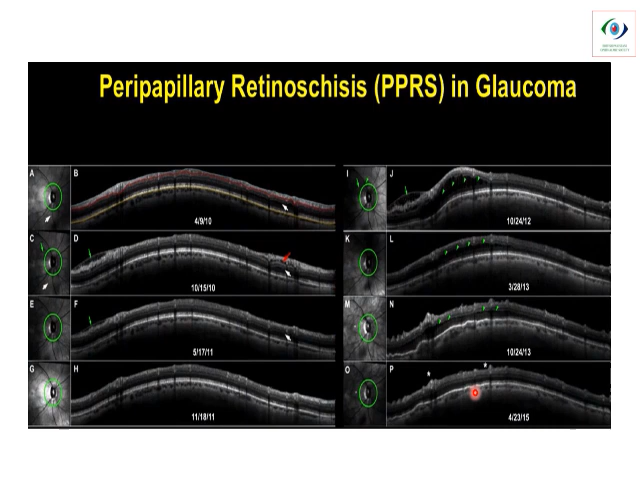 Peripapillary Retinoschisis (PPRS) in Glaucoma
A
B
4/9/10
C
D
10/15/10
E
F
5/17/11
G
H
11/18/11
I
J
10/24/12
K
L
3/28/13
M
N
10/24/13
O
P
*
*
4/23/15